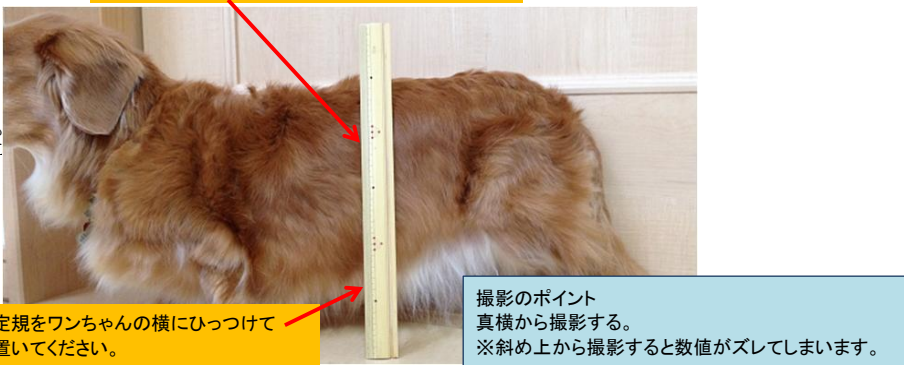 定規をワンちゃんの横にひっつけて
置いてください。
撮影のポイント
真横から撮影する。
※斜め上から撮影すると数値がズレてしまいます。